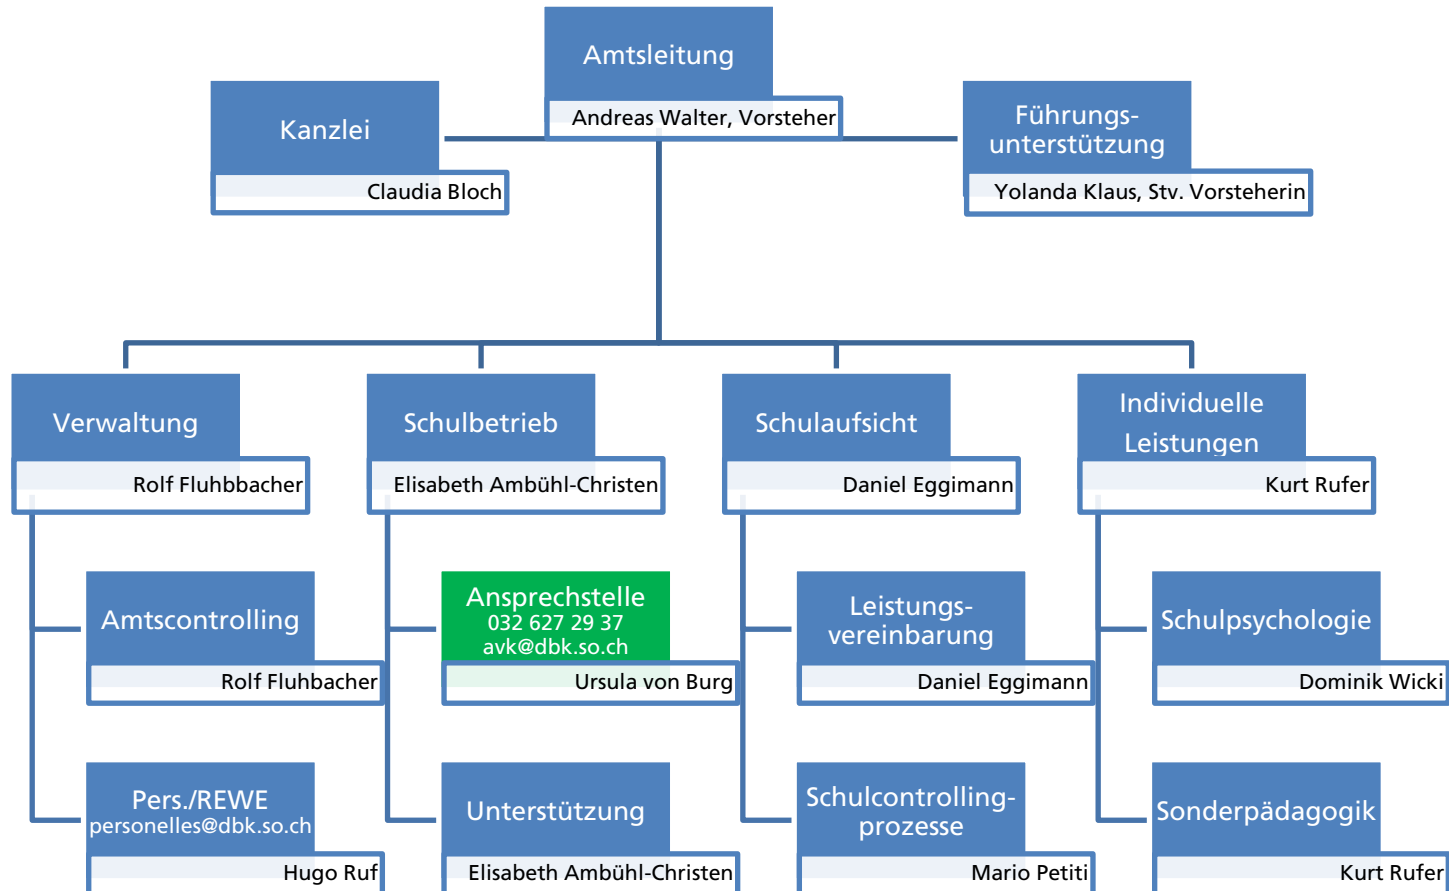 Amtsleitung
Andreas Walter, Vorsteher
Kanzlei
Claudia Bloch
Führungs-
unterstützung
Yolanda Klaus, Stv. Vorsteherin
Verwaltung
Rolf Fluhbbacher
Schulbetrieb
Elisabeth Ambühl-Christen
Schulaufsicht
Daniel Eggimann
Individuelle
Leistungen
Kurt Rufer
Amtscontrolling
Rolf Fluhbacher
Ansprechstelle
032 627 29 37
avk@dbk.so.ch
Ursula von Burg
Leistungs-
vereinbarung
Daniel Eggimann
Schulpsychologie
Dominik Wicki
Pers./REWE
personelles@dbk.so.ch
Hugo Ruf
Unterstützung
Elisabeth Ambühl-Christen
Schulcontrolling-
prozesse
Mario Petiti
Sonderpädagogik
Kurt Rufer